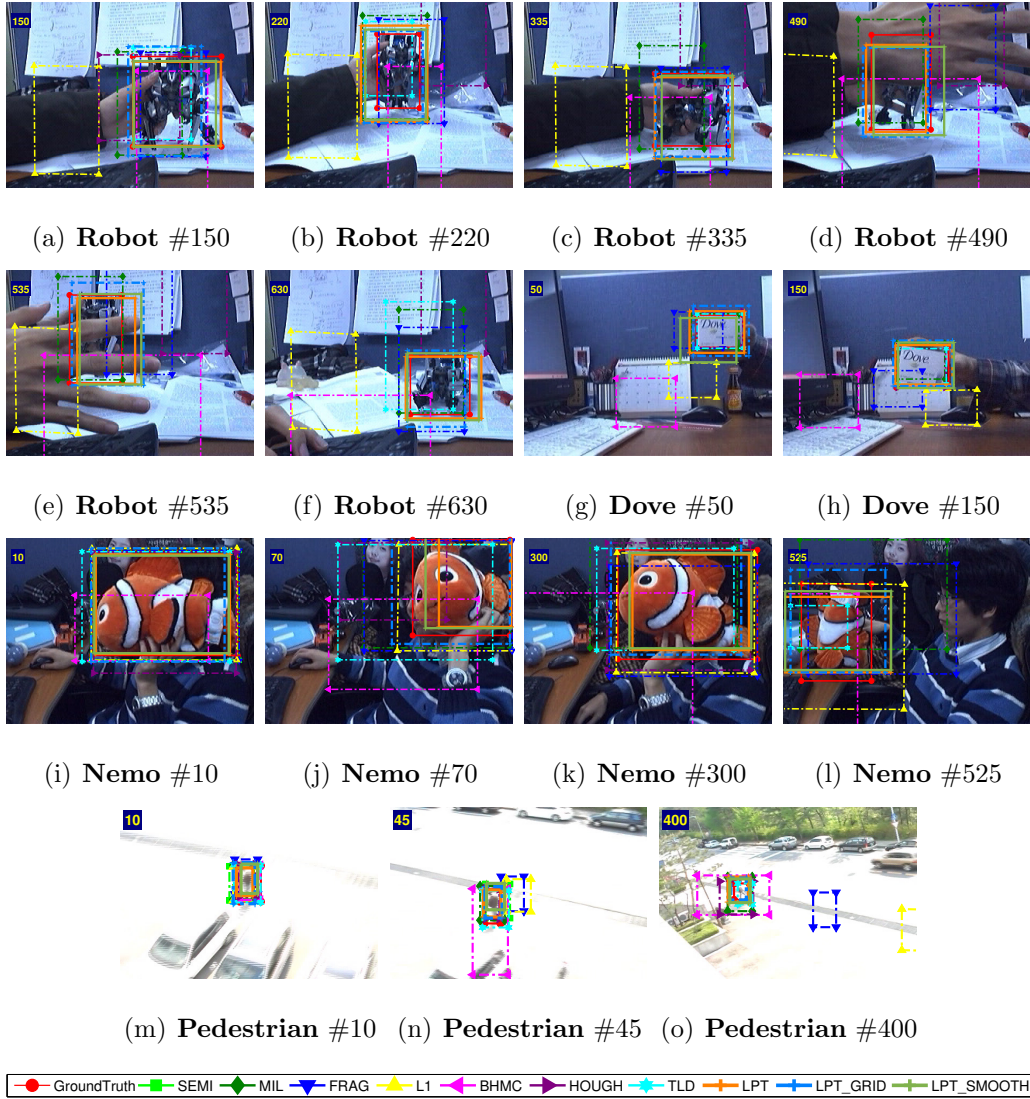 150
220
335
490
(a) Robot #150
(b) Robot #220
(c) Robot #335
(d) Robot #490
535
630
50
Dove
150
Dove
(e) Robot #535
(f) Robot #630
(g) Dove #50
(h) Dove #150
10
70
300
525
(i) Nemo #10
(j) Nemo #70
(k) Nemo #300
(l) Nemo #525
10
45
400
(m) Pedestrian #10
(n) Pedestrian #45
(o) Pedestrian #400
GroundTruth SEMI MIL FRAG L1 BHMC HOUGH TLD LPT LPT_GRID LPT_SMOOTH